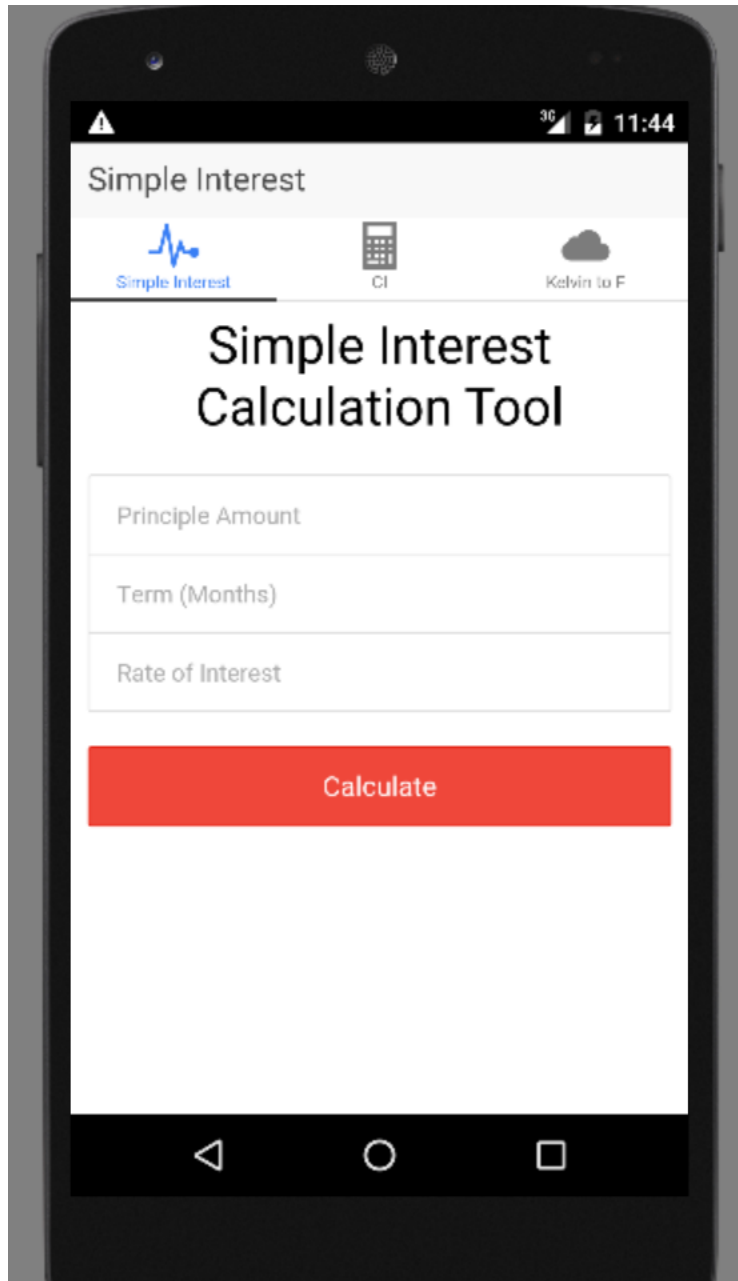 3G 11:44
Simple Interest
Simple Interest CI Kelvin to F
Simple Interest
Calculation Tool
Principle Amount
Term (Months)
Rate of Interest
Calculate